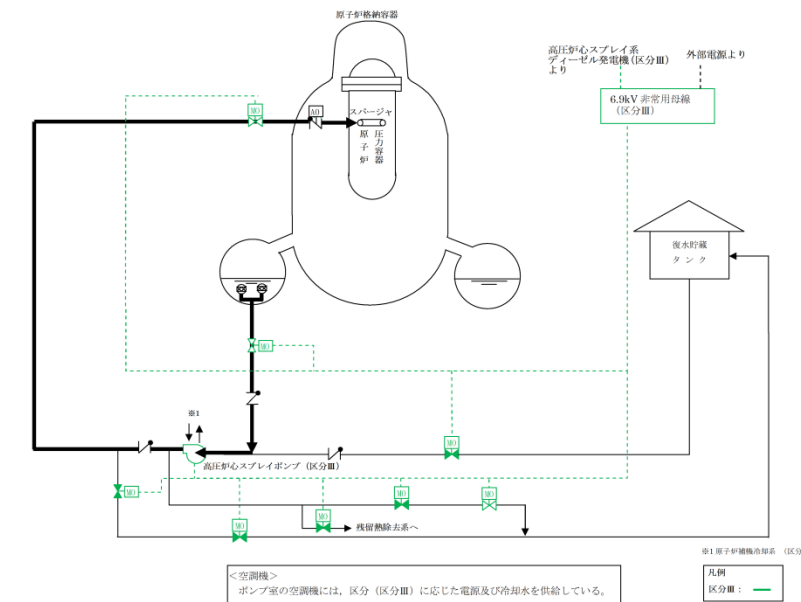 原子炉格納容器
高圧炉心スプレイ系
ディーゼル発電機(区分Ⅲ)
より
外部電源より
6.9kV 非常用母線
(区分Ⅲ)
MO
AO
スパージャ
原子炉
圧力容器
復水貯蔵
タンク
MO
※1
MO
高圧炉心スプレイポンプ (区分Ⅲ)
MO
MO
MO
MO
MO
残留熱除去系へ
※1 原子炉補機冷却系 (区分
<空調機>
ポンプ室の空調機には，区分（区分Ⅲ）に応じた電源及び冷却水を供給している。
凡例
区分Ⅲ：